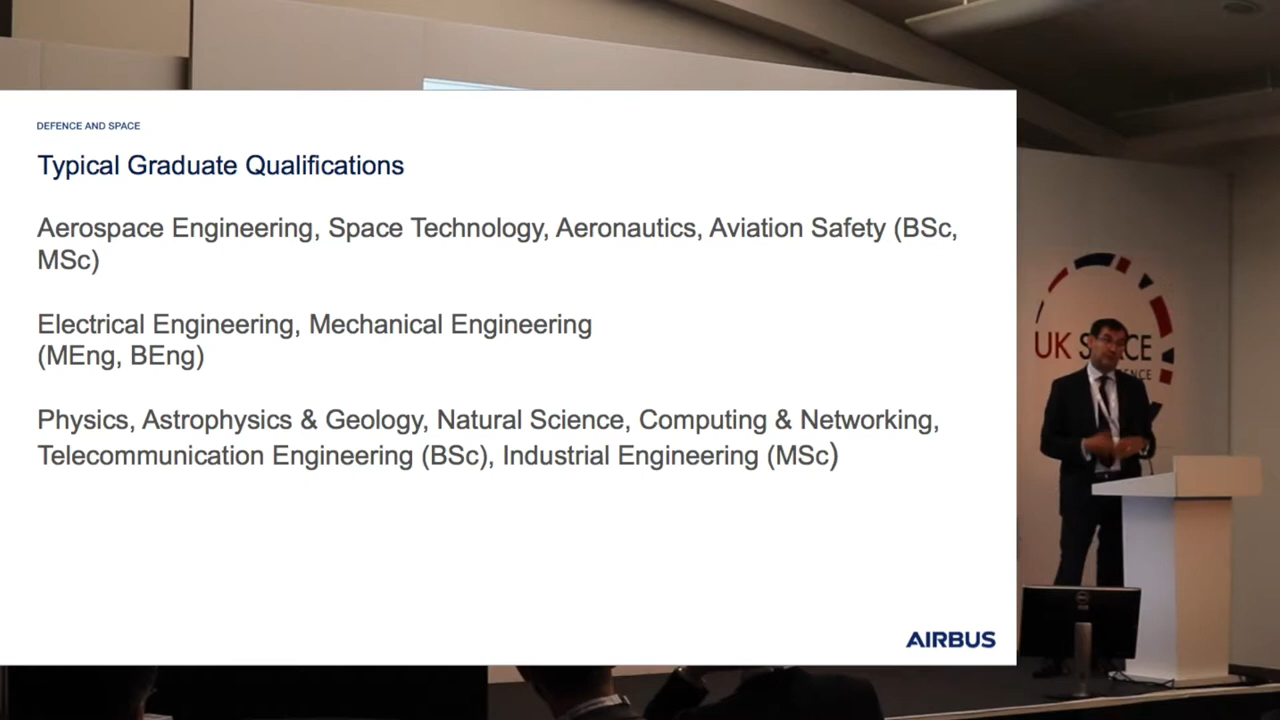 DEFENCE AND SPACE
Typical Graduate Qualifications
Aerospace Engineering, Space Technology, Aeronautics, Aviation Safety (BSc,
MSc)
Electrical Engineering, Mechanical Engineering
(MEng, BEng)
Physics, Astrophysics & Geology, Natural Science, Computing & Networking,
Telecommunication Engineering (BSc), Industrial Engineering (MSc)
AIRBUS
UK